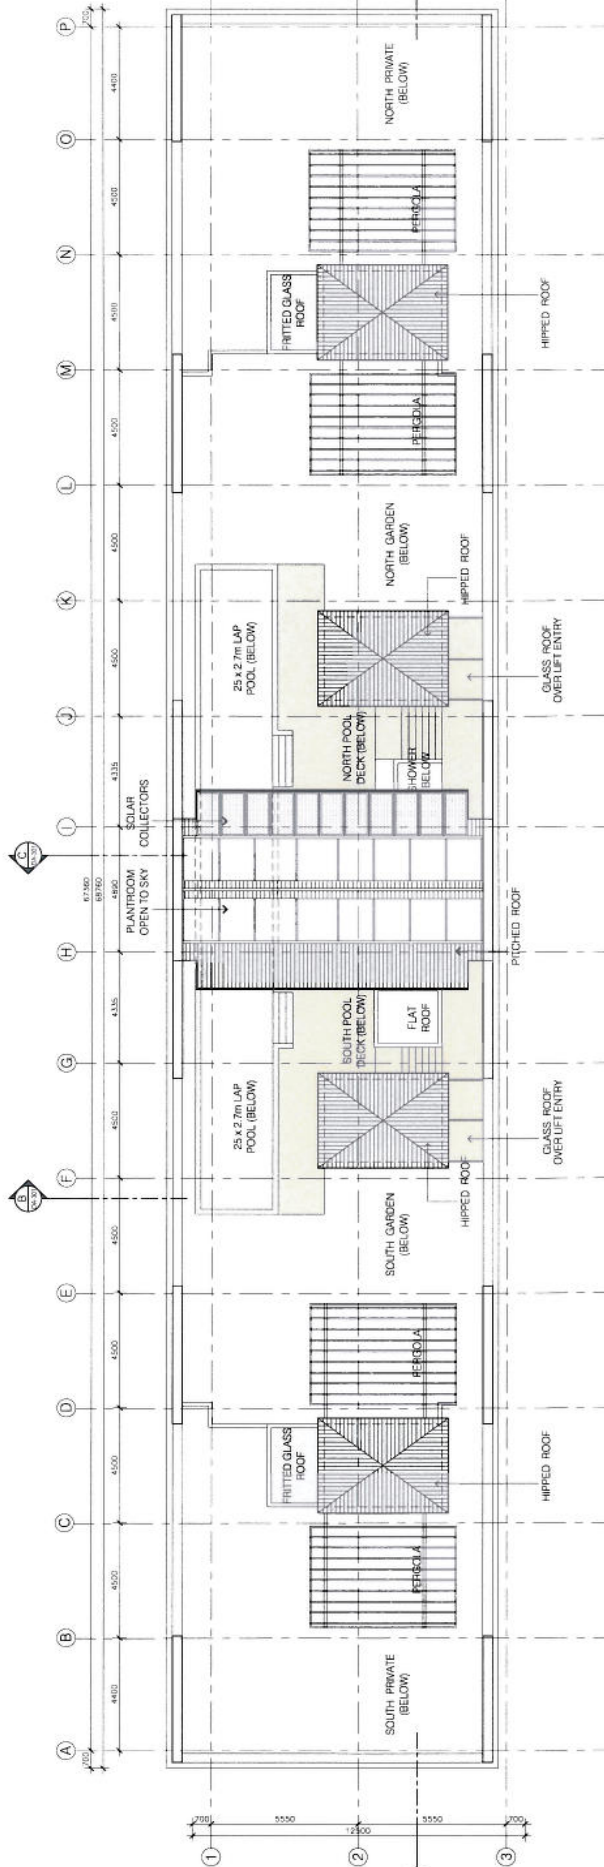 B
C
A
B
C
D
E
F
G
H
I
J
K
L
M
N
O
P
67360
68760
700
4400
4500
4500
4500
4500
4500
4335
4890
4335
4500
4500
4500
4500
4500
4400
700
1
2
3
700
5550
12500
5550
700
PLANTROOM
OPEN TO SKY
SOLAR
COLLECTORS
25 x 2.7m LAP
POOL (BELOW)
25 x 2.7m LAP
POOL (BELOW)
FRITTED GLASS
ROOF
FRITTED GLASS
ROOF
SOUTH POOL
DECK (BELOW)
NORTH POOL
DECK (BELOW)
SOUTH PRIVATE
(BELOW)
PERGOLA
PERGOLA
SOUTH GARDEN
(BELOW)
FLAT
ROOF
SHOWER
BELOW
NORTH GARDEN
(BELOW)
PERGOLA
PERGOLA
NORTH PRIVATE
(BELOW)
HIPPED ROOF
HIPPED ROOF
PITCHED ROOF
HIPPED ROOF
HIPPED ROOF
GLASS ROOF
OVER LIFT ENTRY
GLASS ROOF
OVER LIFT ENTRY